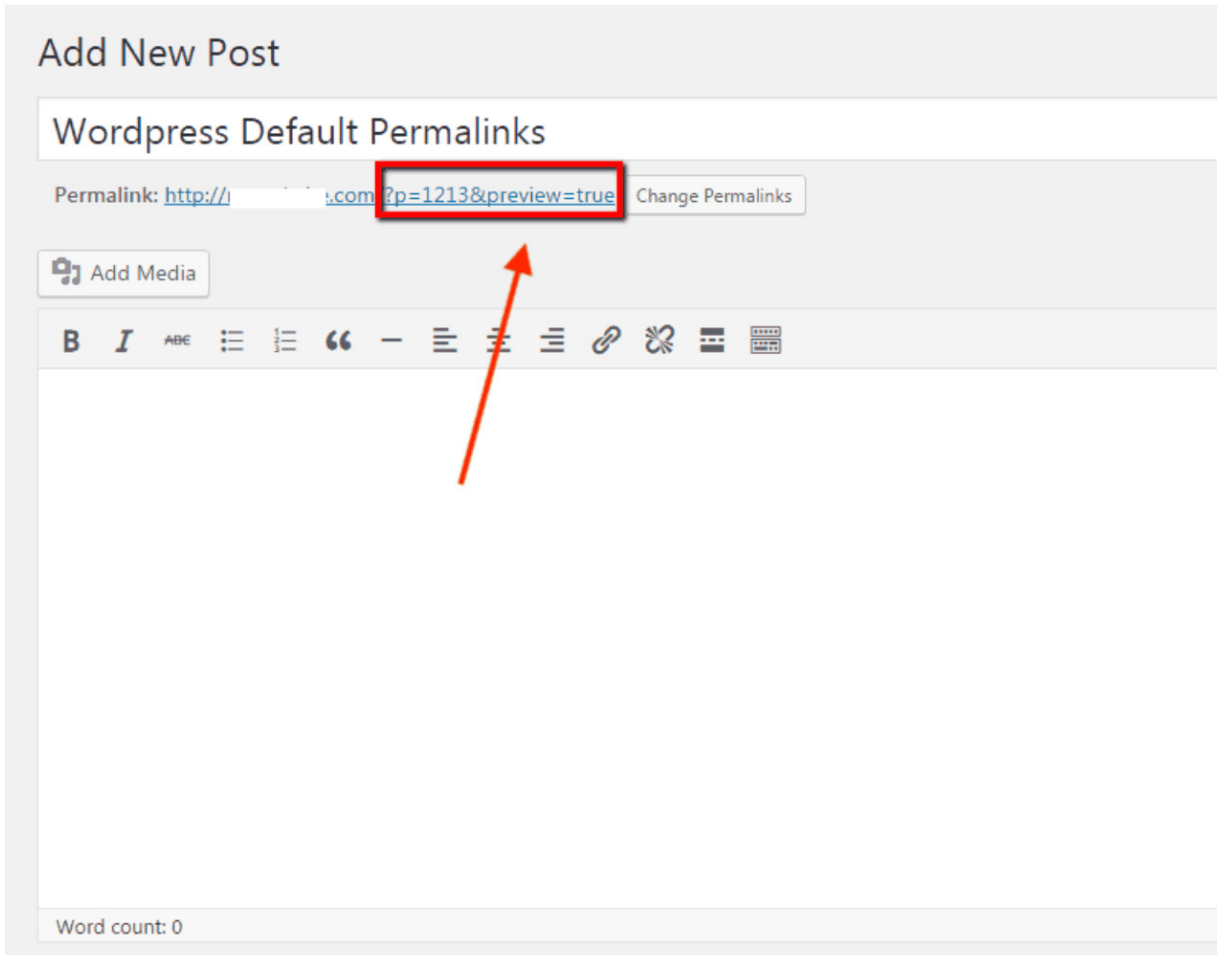 Add New Post
Wordpress Default Permalinks
Permalink: http:// .com/?p=1213&preview=true Change Permalinks
Add Media
B I ABE
Word count: 0